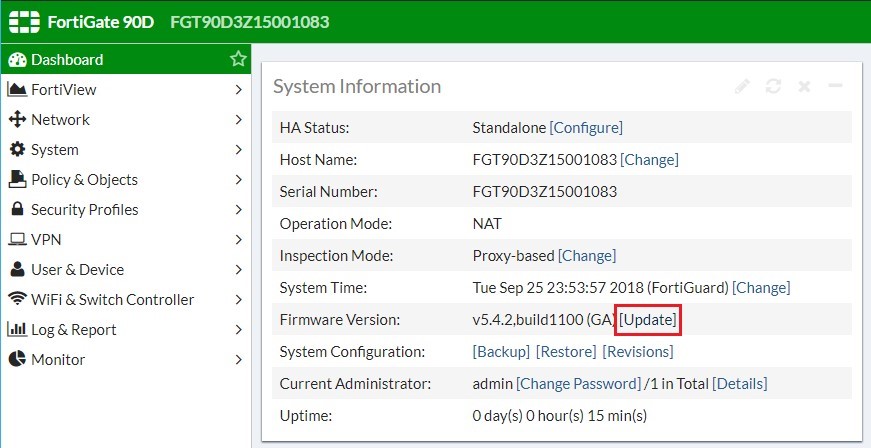 FortiGate 90D FGT90D3Z15001083
Dashboard
FortiView
Network
System
Policy & Objects
Security Profiles
VPN
User & Device
WiFi & Switch Controller
Log & Report
Monitor
System Information
HA Status: Standalone [Configure]
Host Name: FGT90D3Z15001083 [Change]
Serial Number: FGT90D3Z15001083
Operation Mode: NAT
Inspection Mode: Proxy-based [Change]
System Time: Tue Sep 25 23:53:57 2018 (FortiGuard) [Change]
Firmware Version: v5.4.2,build1100 (GA) [Update]
System Configuration: [Backup] [Restore] [Revisions]
Current Administrator: admin [Change Password] /1 in Total [Details]
Uptime: 0 day(s) 0 hour(s) 15 min(s)